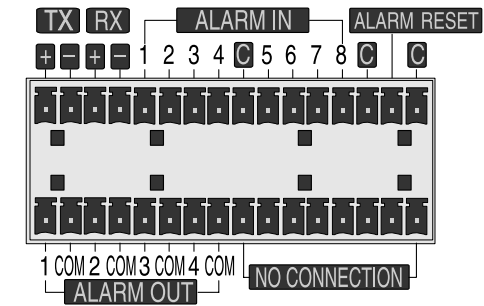 TX RX ALARM IN ALARM RESET
+ − + − 1 2 3 4 C 5 6 7 8 C C
1 COM 2 COM 3 COM 4 COM
ALARM OUT NO CONNECTION